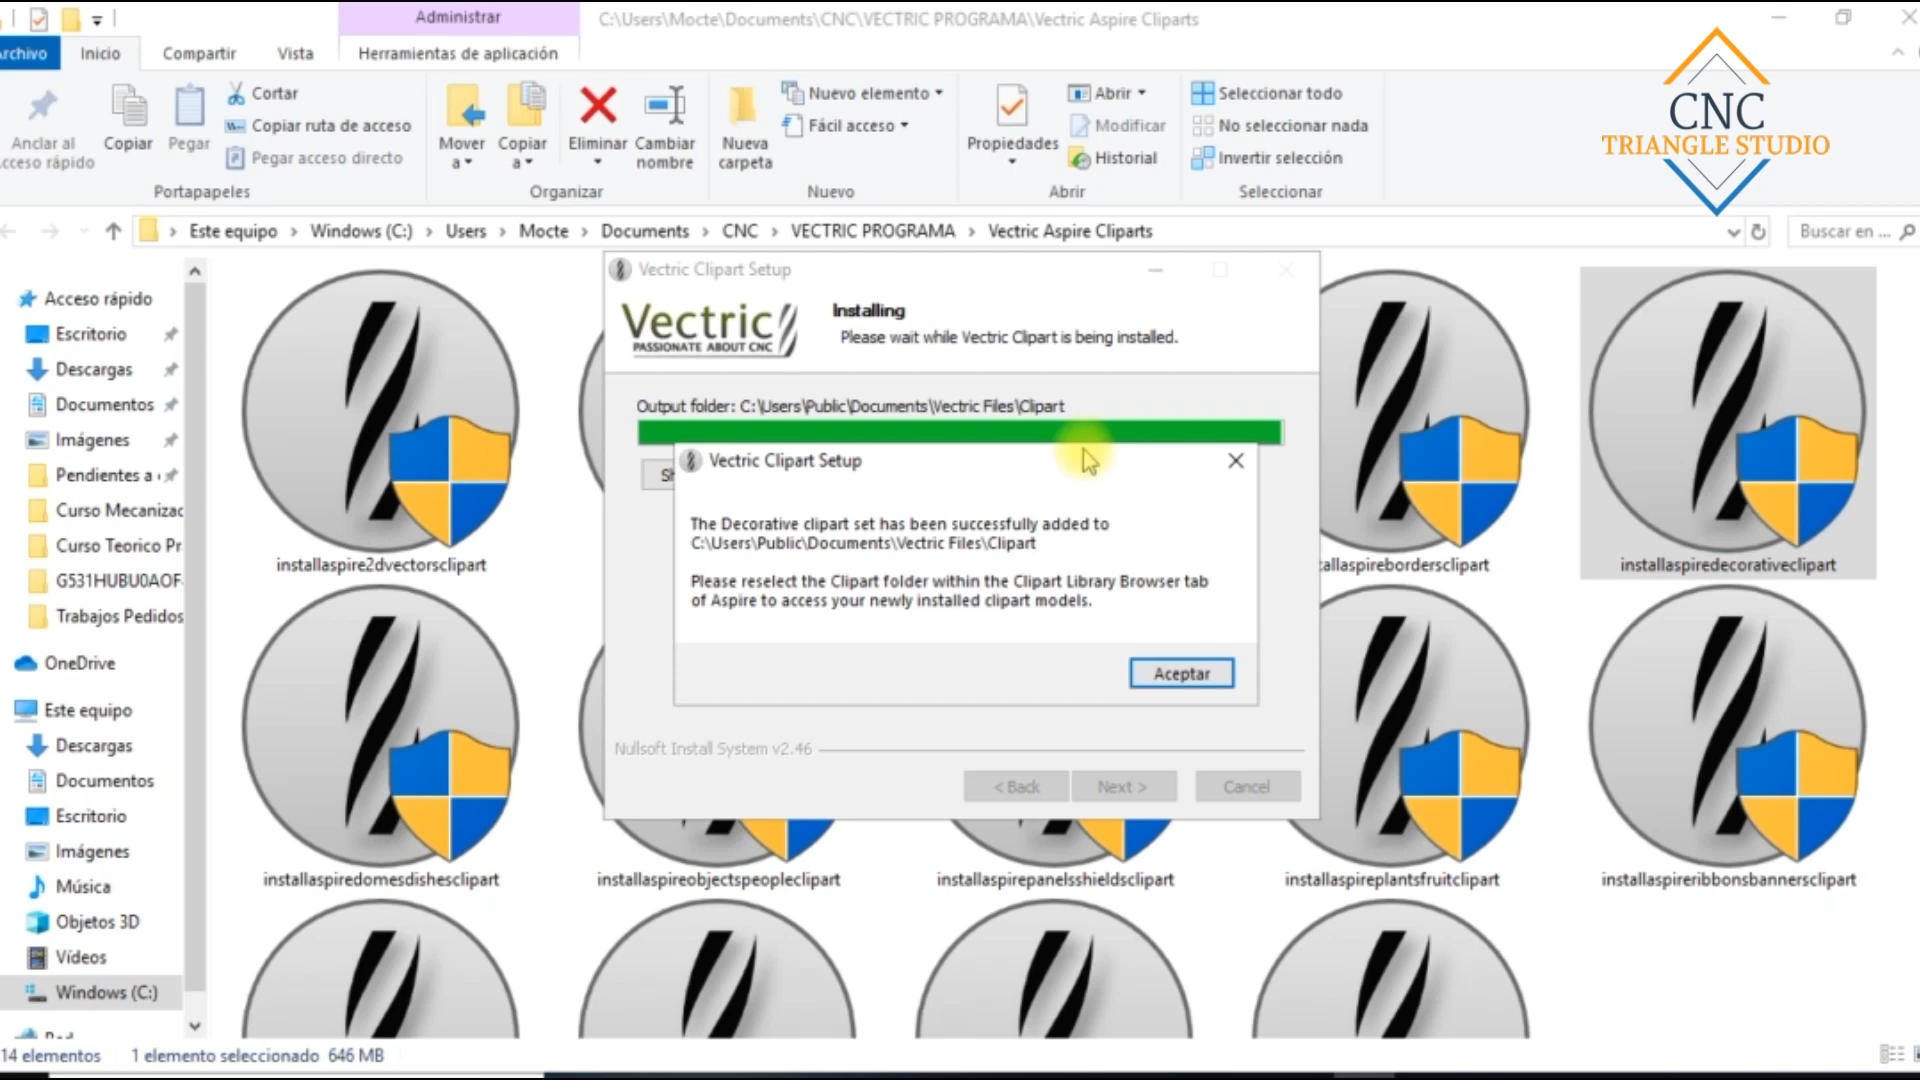 Administrar
C:\Users\Mocte\Documents\CNC\VECTRIC PROGRAMA\Vectric Aspire Cliparts
Archivo
Inicio
Compartir
Vista
Herramientas de aplicación
Anclar al
acceso rápido
Copiar
Pegar
Cortar
Copiar ruta de acceso
Pegar acceso directo
Portapapeles
Mover
a
Copiar
a
Eliminar
Cambiar
nombre
Organizar
Nueva
carpeta
Nuevo elemento
Fácil acceso
Nuevo
Propiedades
Abrir
Modificar
Historial
Abrir
Seleccionar todo
No seleccionar nada
Invertir selección
Seleccionar
CNC
TRIANGLE STUDIO
Este equipo > Windows (C:) > Users > Mocte > Documents > CNC > VECTRIC PROGRAMA > Vectric Aspire Cliparts
Buscar en ...
Acceso rápido
Escritorio
Descargas
Documentos
Imágenes
Pendientes a
Curso Mecanizac
Curso Teorico Pr
G531HUBU0AOF
Trabajos Pedidos
OneDrive
Este equipo
Descargas
Documentos
Escritorio
Imágenes
Música
Objetos 3D
Vídeos
Windows (C:)
Vectric Clipart Setup
Vectric
PASSIONATE ABOUT CNC
Installing
Please wait while Vectric Clipart is being installed.
Output folder: C:\Users\Public\Documents\Vectric Files\Clipart
Vectric Clipart Setup
The Decorative clipart set has been successfully added to
C:\Users\Public\Documents\Vectric Files\Clipart
Please reselect the Clipart folder within the Clipart Library Browser tab
of Aspire to access your newly installed clipart models.
Aceptar
Nullsoft Install System v2.46
< Back
Next >
Cancel
installaspire2dvectorsclipart
allaspirebordersclipart
installaspiredecorativeclipart
installaspiredomesdishesclipart
installaspireobjectspeopleclipart
installaspirepanelsshieldsclipart
installaspireplantsfruitclipart
installaspireribbonsbannersclipart
14 elementos
1 elemento seleccionado 646 MB